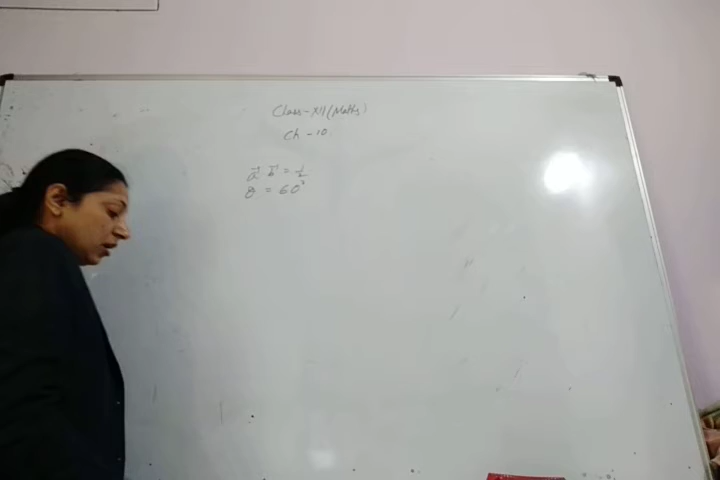 Class-XII (Maths)
Ch-10
a⃗ b⃗ = 1/2
θ = 60°